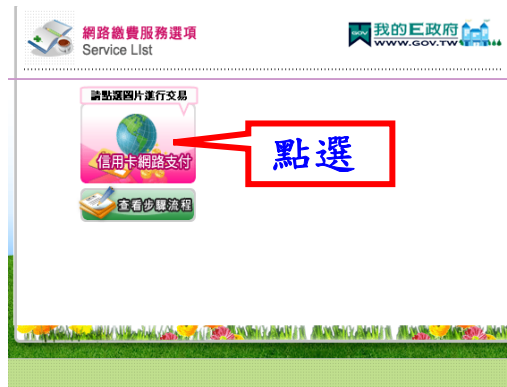 網路繳費服務選項
Service LIst
我的E政府
WWW.GOV.TW
請點選圖片進行交易
信用卡網路支付
點選
查看步驟流程